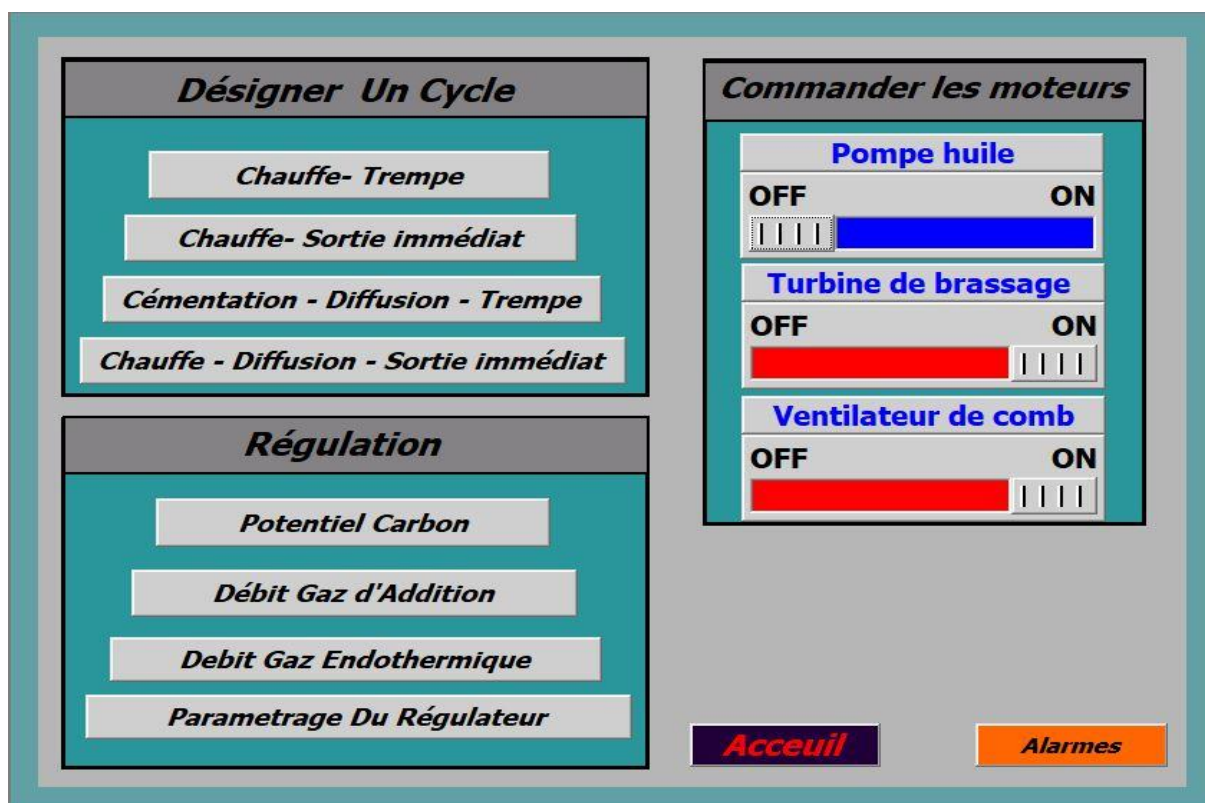 Désigner Un Cycle
Chauffe- Trempe
Chauffe- Sortie immédiat
Cémentation - Diffusion - Trempe
Chauffe - Diffusion - Sortie immédiat
Régulation
Potentiel Carbon
Débit Gaz d'Addition
Debit Gaz Endothermique
Parametrage Du Régulateur
Commander les moteurs
Pompe huile
OFF ON
Turbine de brassage
OFF ON
Ventilateur de comb
OFF ON
Acceuil
Alarmes